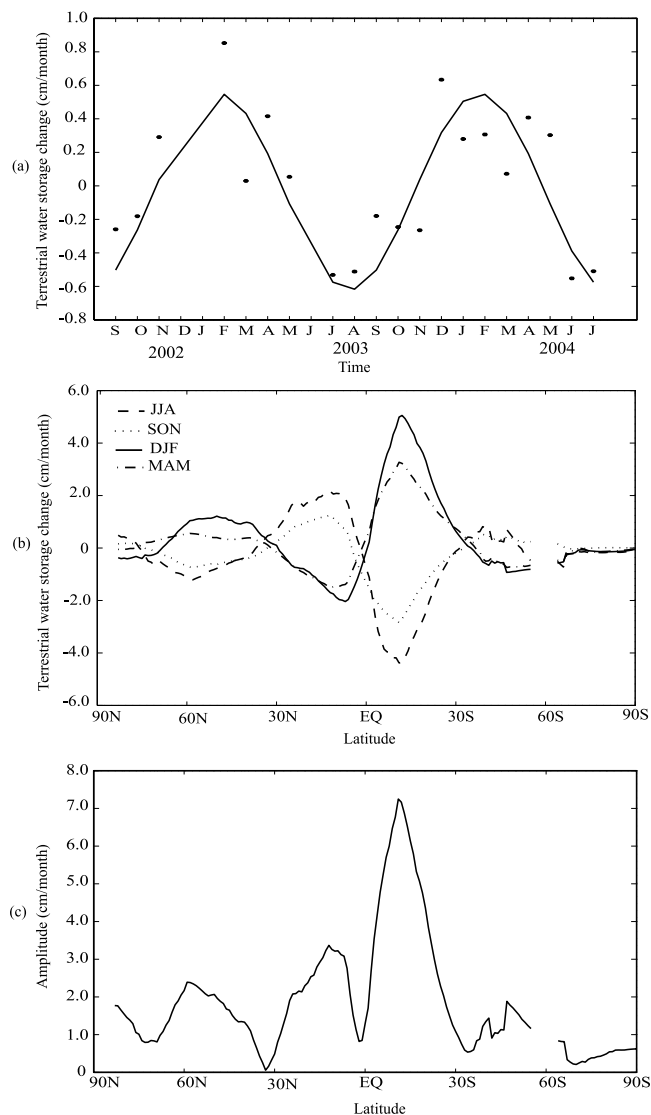 1.0
0.8
0.6
0.4
0.2
0
-0.2
-0.4
-0.6
-0.8
Terrestrial water storage change (cm/month)
(a)
S O N D J F M A M J J A S O N D J F M A M J J
2002 2003 2004
Time
6.0
4.0
2.0
0
-2.0
-4.0
-6.0
Terrestrial water storage change (cm/month)
(b)
JJA
SON
DJF
MAM
90N 60N 30N EQ 30S 60S 90S
Latitude
8.0
7.0
6.0
5.0
4.0
3.0
2.0
1.0
0
Amplitude (cm/month)
(c)
90N 60N 30N EQ 30S 60S 90S
Latitude